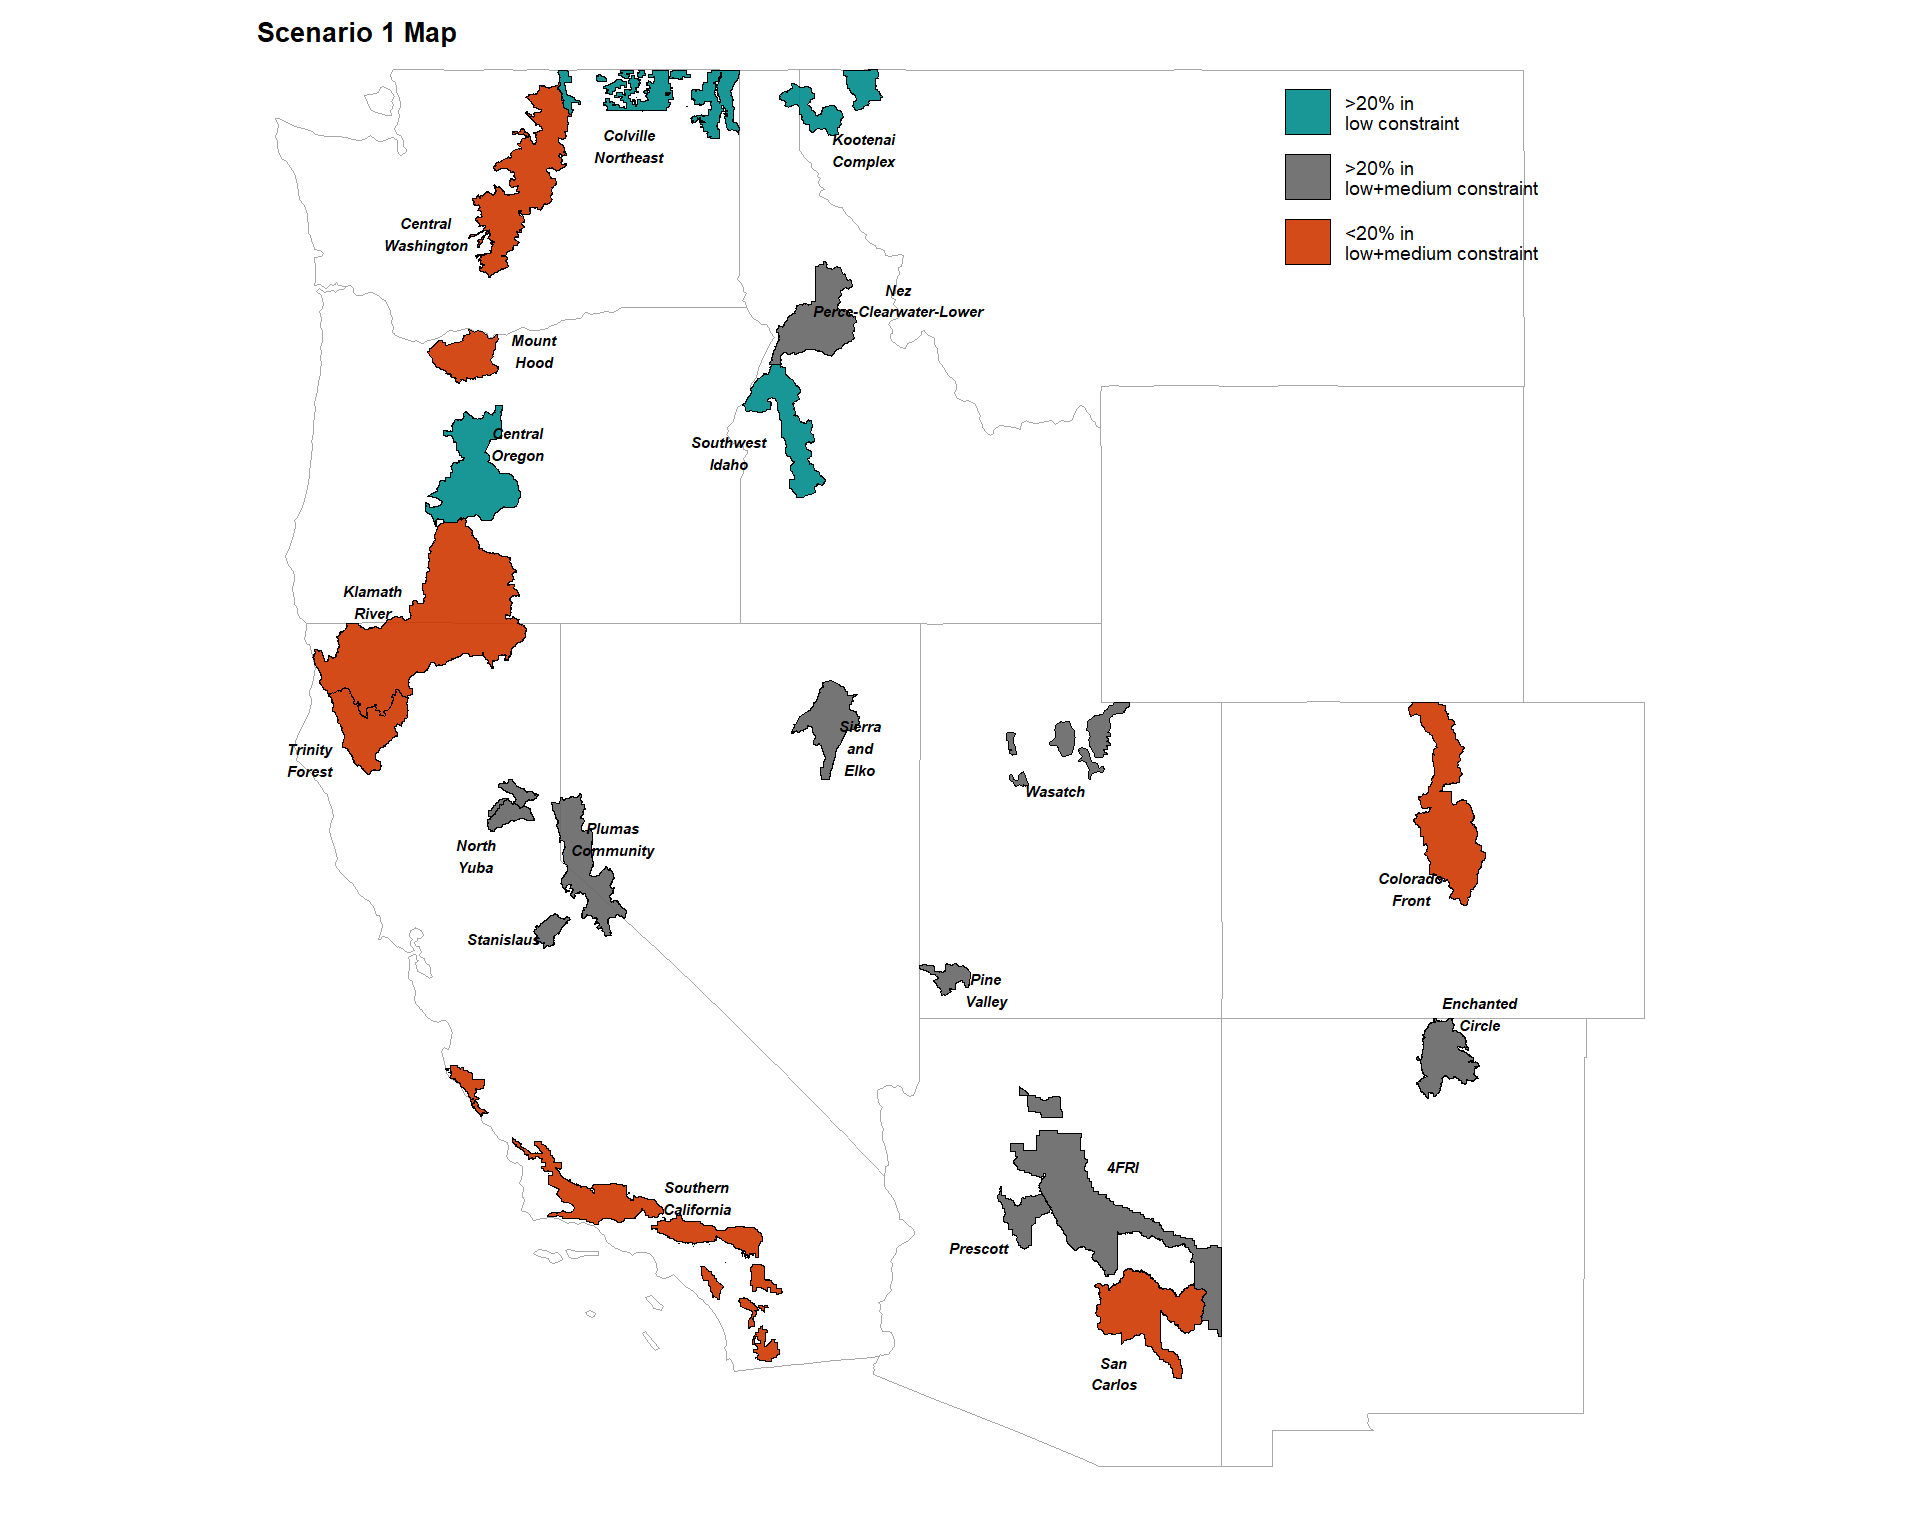 Scenario 1 Map
>20% in
low constraint
>20% in
low+medium constraint
<20% in
low+medium constraint
Colville
Northeast
Kootenai
Complex
Central
Washington
Nez
Perce-Clearwater-Lower
Mount
Hood
Central
Oregon
Southwest
Idaho
Klamath
River
Trinity
Forest
Sierra
and
Elko
Wasatch
North
Yuba
Plumas
Community
Stanislaus
Colorado
Front
Pine
Valley
Enchanted
Circle
4FRI
Southern
California
Prescott
San
Carlos